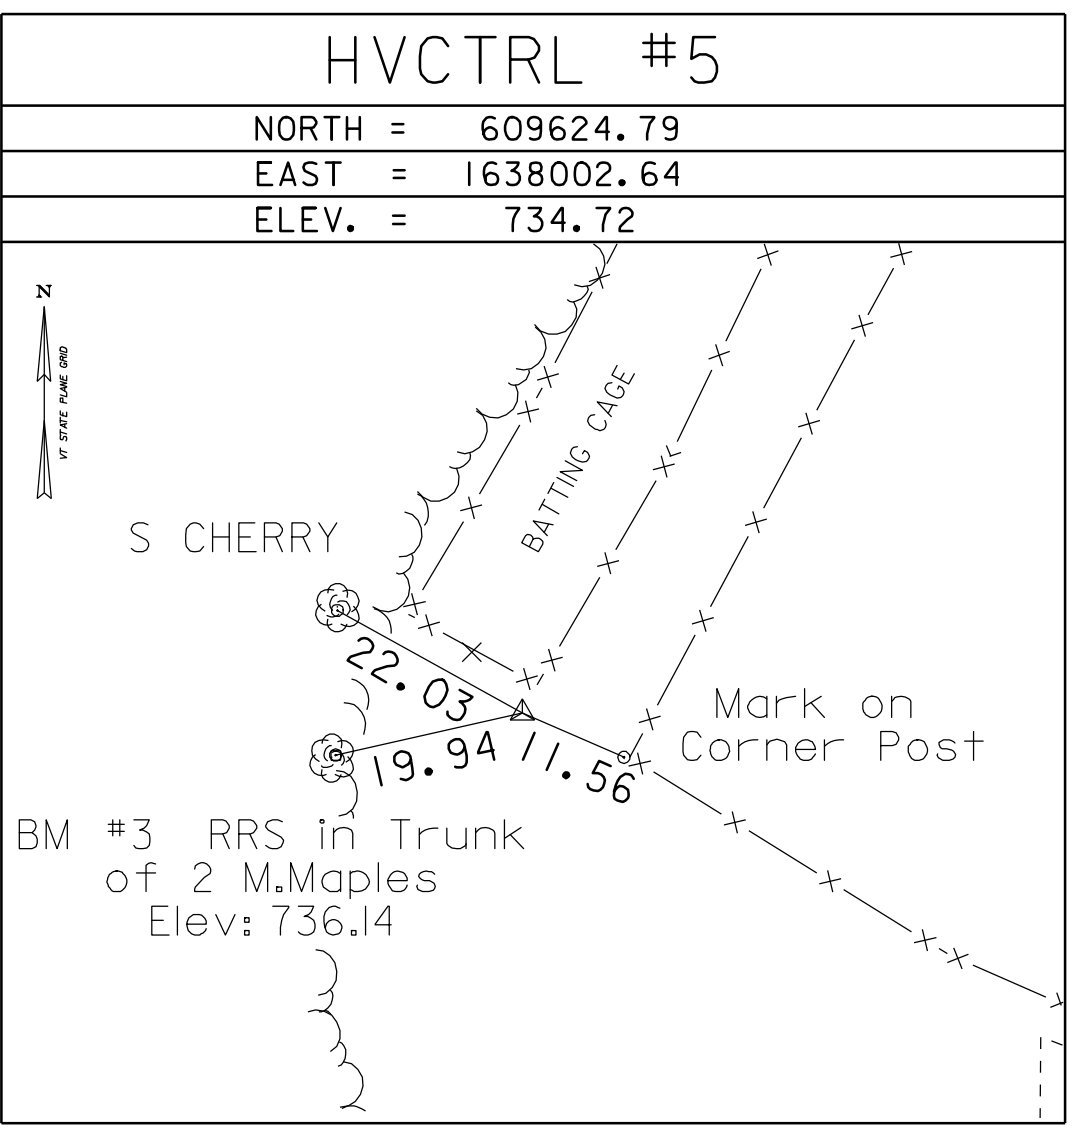 HVCTRL #5
NORTH = 609624.79
EAST = 1638002.64
ELEV. = 734.72
N
VT STATE PLANE GRID
BATTING CAGE
S CHERRY
22.03
Mark on
Corner Post
19.94
11.56
BM #3 RRS in Trunk
of 2 M.Maples
Elev: 736.14